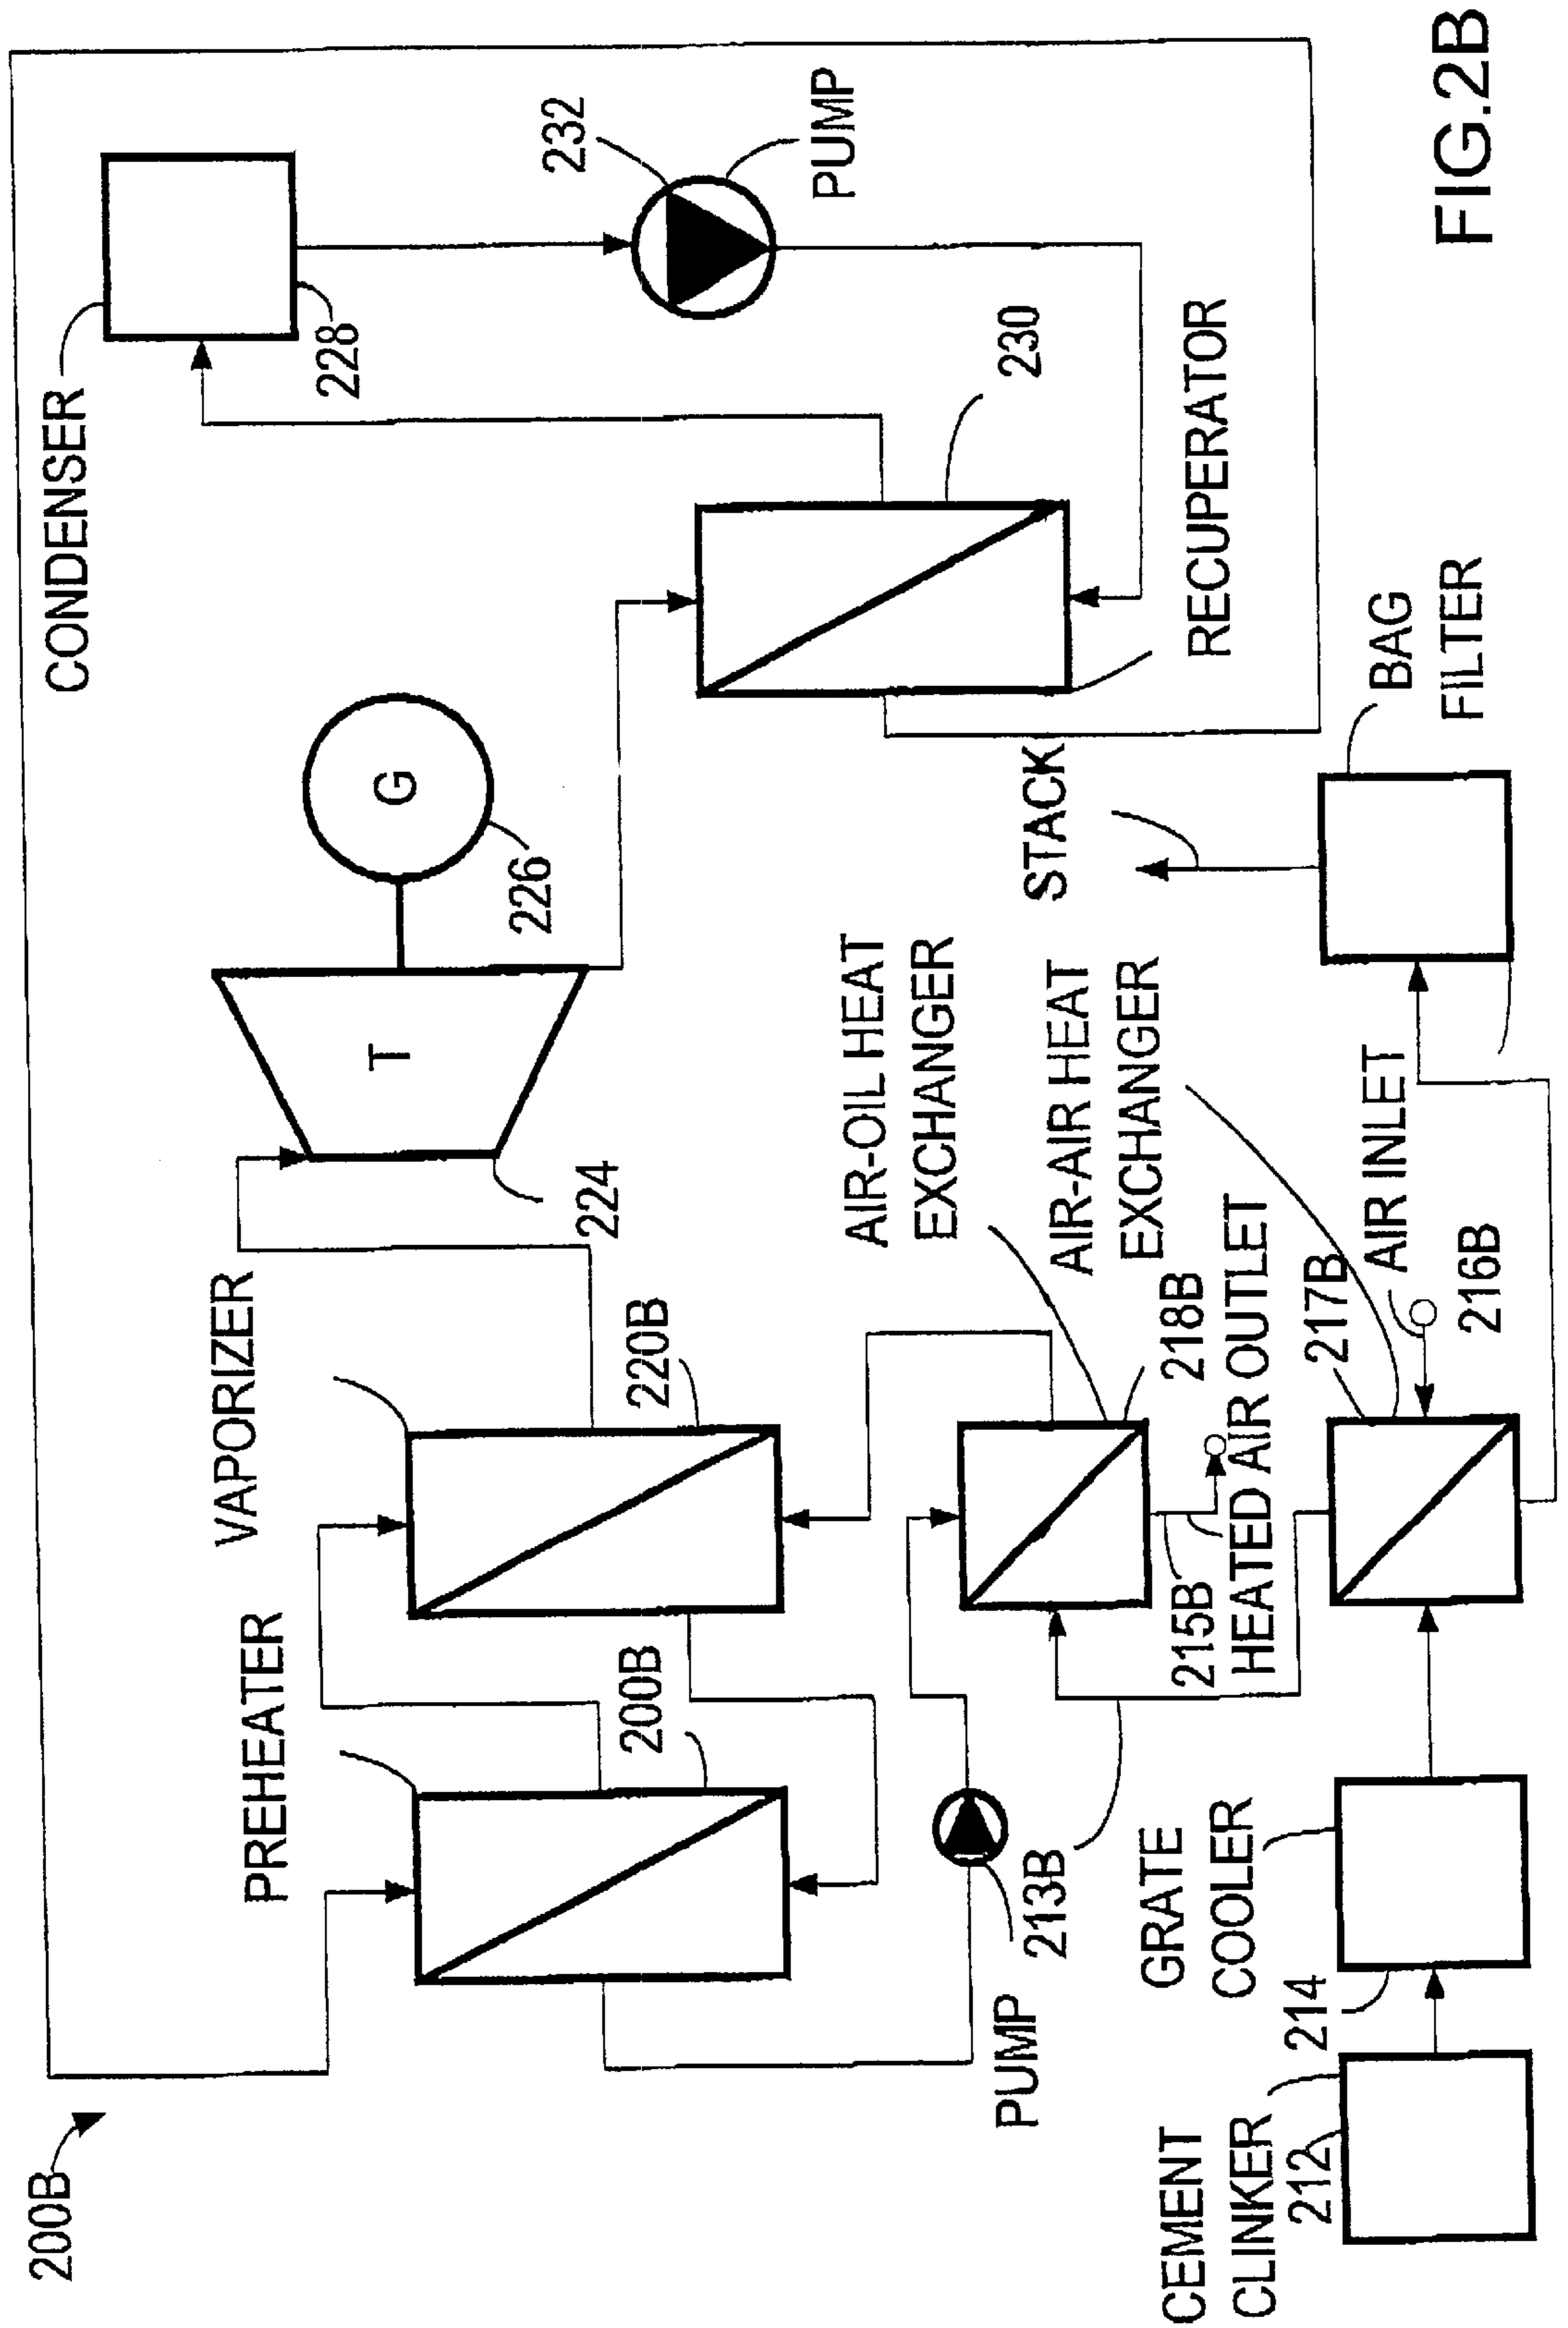 200B
CONDENSER
228
232
PUMP
G
226
T
224
230
RECUPERATOR
VAPORIZER
220B
PREHEATER
200B
AIR-OIL HEAT
EXCHANGER
AIR-AIR HEAT
EXCHANGER
STACK
BAG
FILTER
218B
215B
HEATED AIR OUTLET
217B
AIR INLET
216B
PUMP
213B
GRATE
COOLER
214
CEMENT
CLINKER
212
FIG.2B